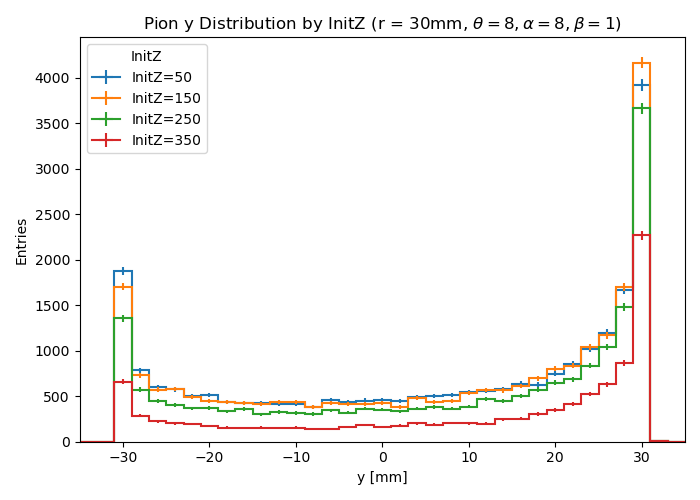 Pion y Distribution by InitZ (r = 30mm, θ = 8, α = 8, β = 1)
InitZ
InitZ=50
InitZ=150
InitZ=250
InitZ=350
Entries
4000
3500
3000
2500
2000
1500
1000
500
0
−30
−20
−10
0
10
20
30
y [mm]